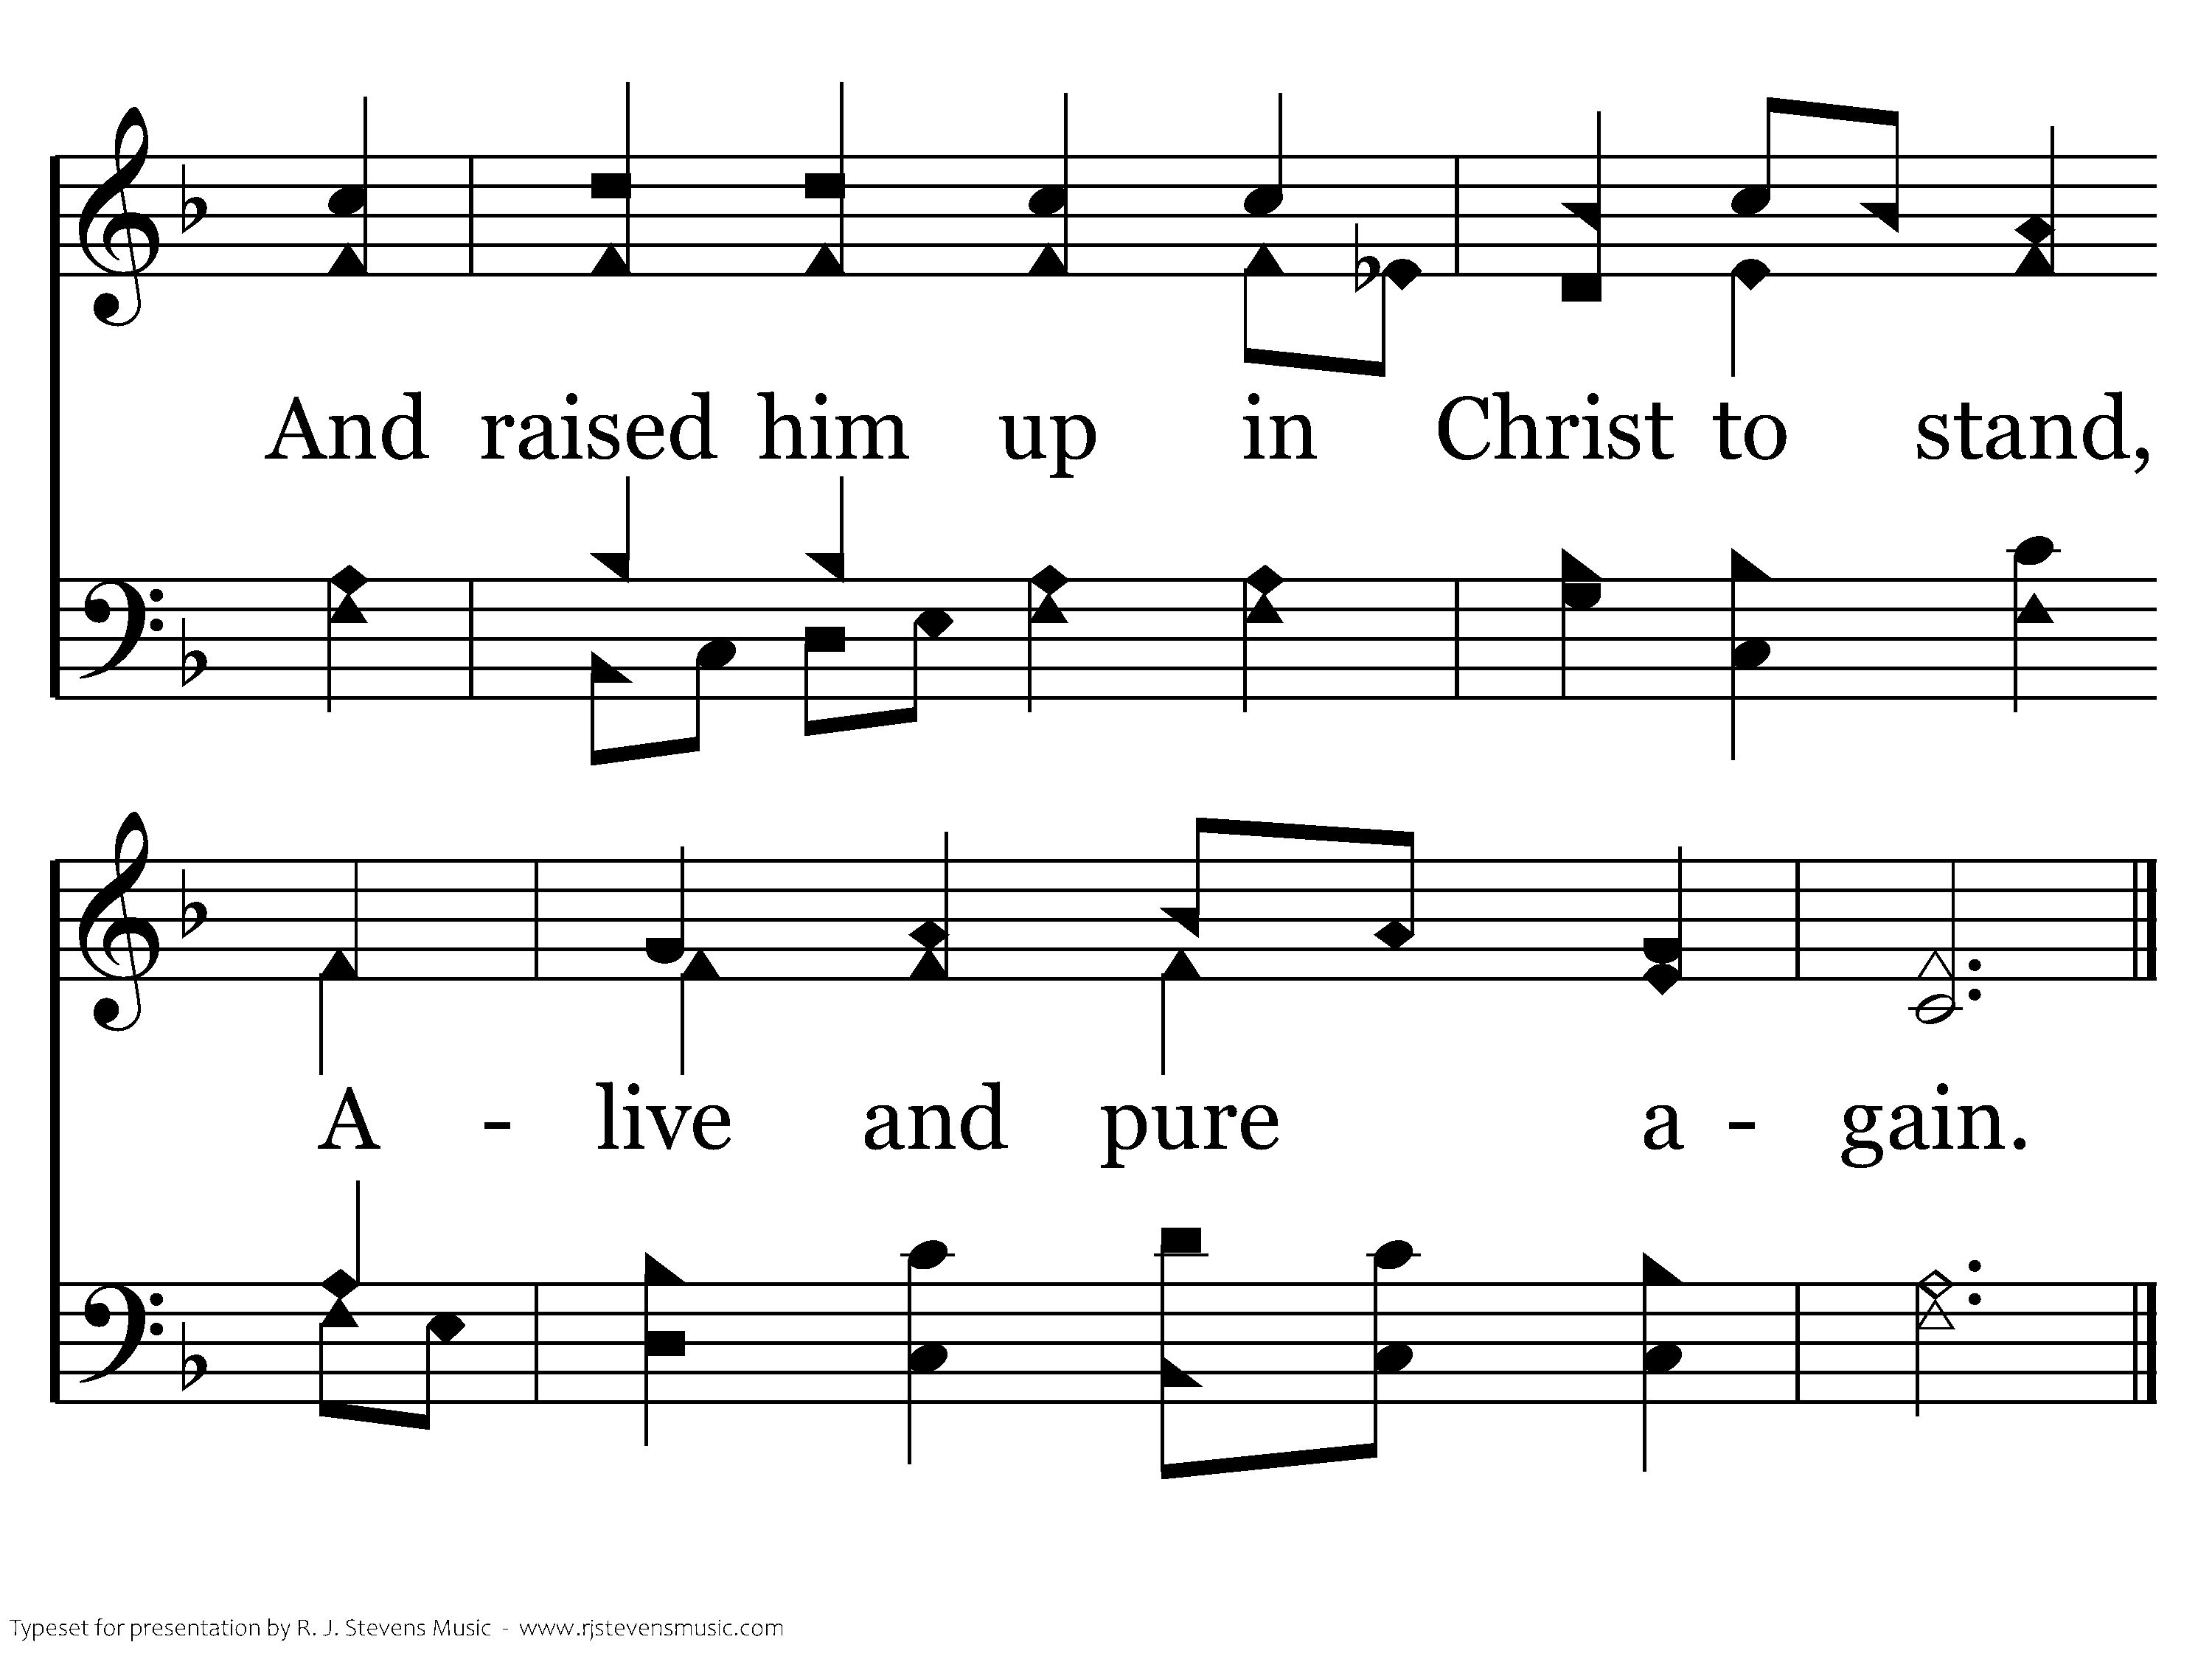 And raised him up in Christ to stand,
A - live and pure a - gain.
Typeset for presentation by R. J. Stevens Music - www.rjstevensmusic.com